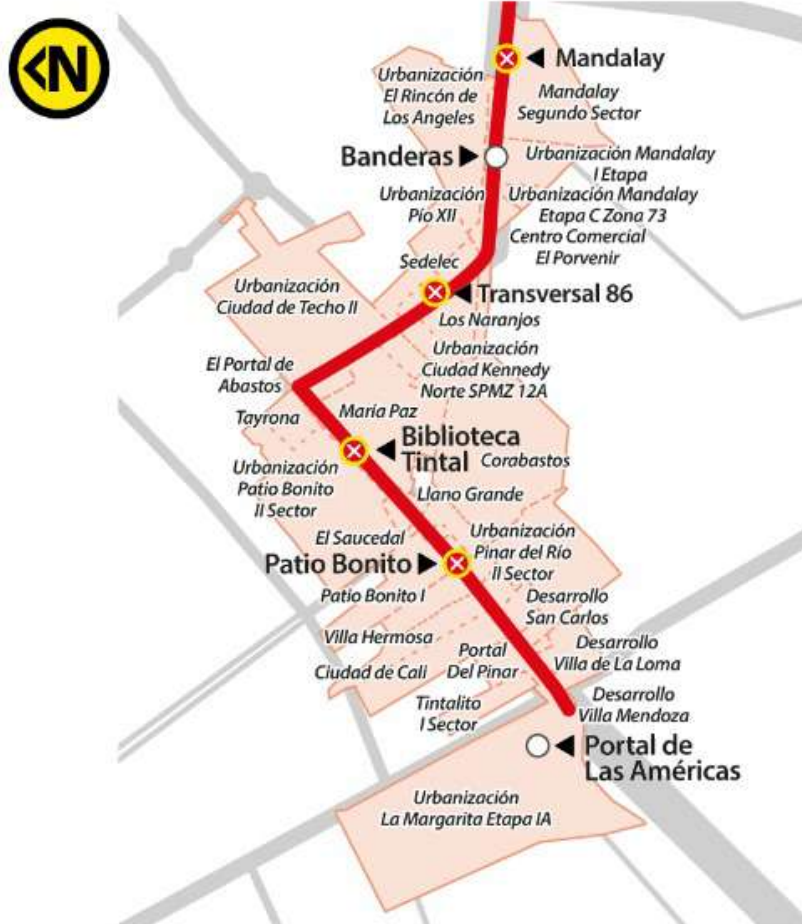 N
Mandalay
Urbanización
El Rincón de
Los Angeles
Mandalay
Segundo Sector
Banderas
Urbanización Mandalay
I Etapa
Urbanización
Pío XII
Urbanización Mandalay
Etapa C Zona 73
Centro Comercial
El Porvenir
Sedelec
Urbanización
Ciudad de Techo II
Transversal 86
Los Naranjos
Urbanización
Ciudad Kennedy
Norte SPMZ 12A
El Portal de
Abastos
Tayrona
María Paz
Biblioteca
Tintal
Corabastos
Urbanización
Patio Bonito
II Sector
Llano Grande
El Saucedal
Urbanización
Pinar del Río
II Sector
Patio Bonito
Patio Bonito I
Desarrollo
San Carlos
Villa Hermosa
Portal
Del Pinar
Desarrollo
Villa de La Loma
Ciudad de Cali
Tintalito
I Sector
Desarrollo
Villa Mendoza
Portal de
Las Américas
Urbanización
La Margarita Etapa IA